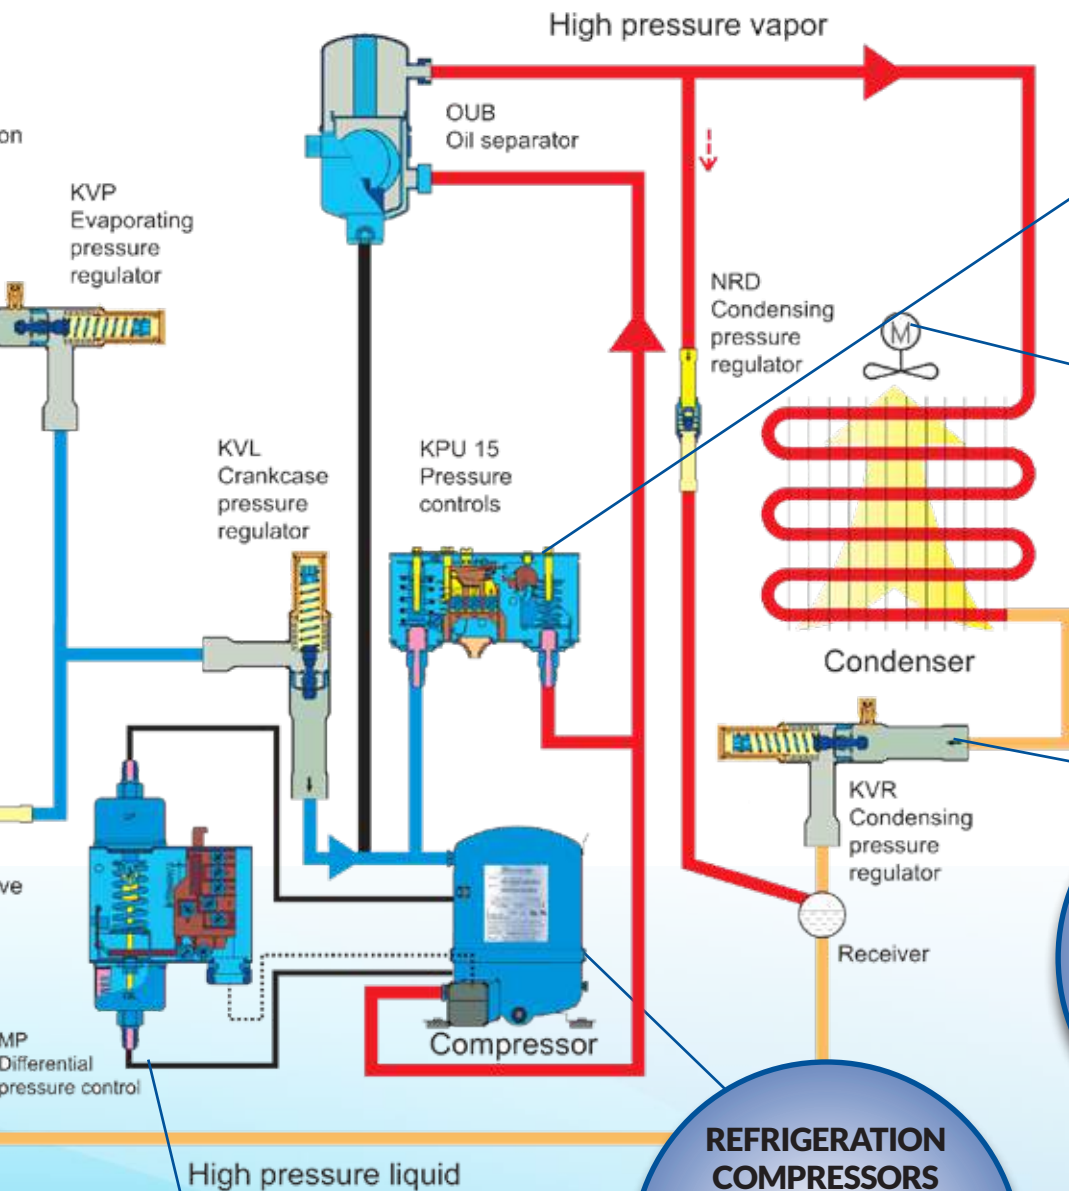 High pressure vapor
on
OUB
Oil separator
KVP
Evaporating
pressure
regulator
NRD
Condensing
pressure
regulator
M
KVL
Crankcase
pressure
regulator
KPU 15
Pressure
controls
Condenser
KVR
Condensing
pressure
regulator
ve
Receiver
MP
Differential
pressure control
Compressor
REFRIGERATION
COMPRESSORS
High pressure liquid